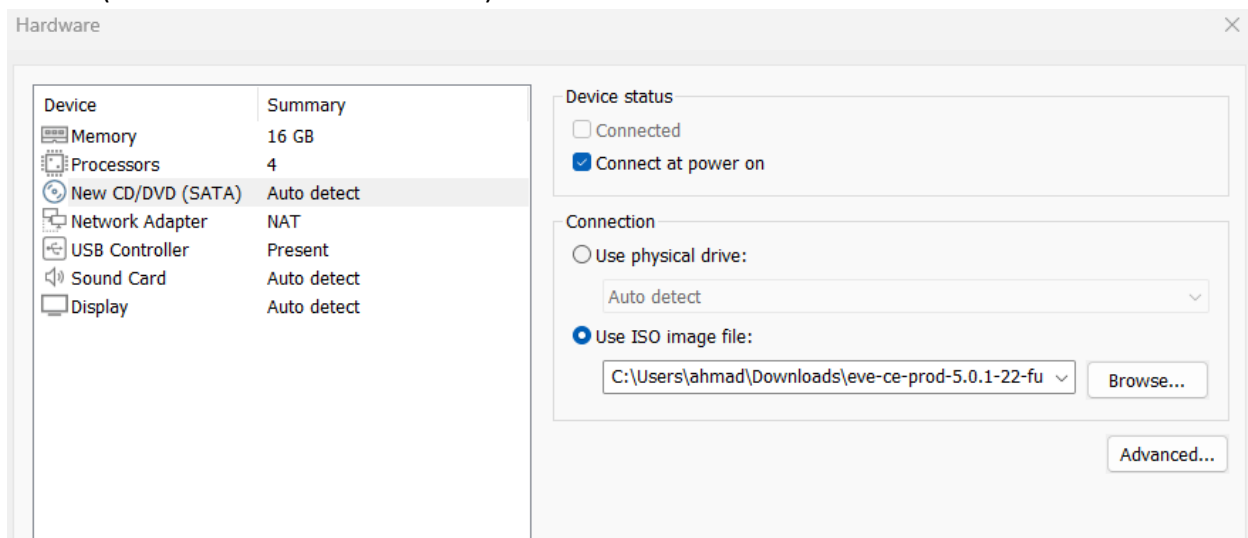 Hardware
Device Summary
Memory 16 GB
Processors 4
New CD/DVD (SATA) Auto detect
Network Adapter NAT
USB Controller Present
Sound Card Auto detect
Display Auto detect
Device status
Connected
Connect at power on
Connection
Use physical drive:
Auto detect
Use ISO image file:
C:\Users\ahmad\Downloads\eve-ce-prod-5.0.1-22-fu
Browse...
Advanced...